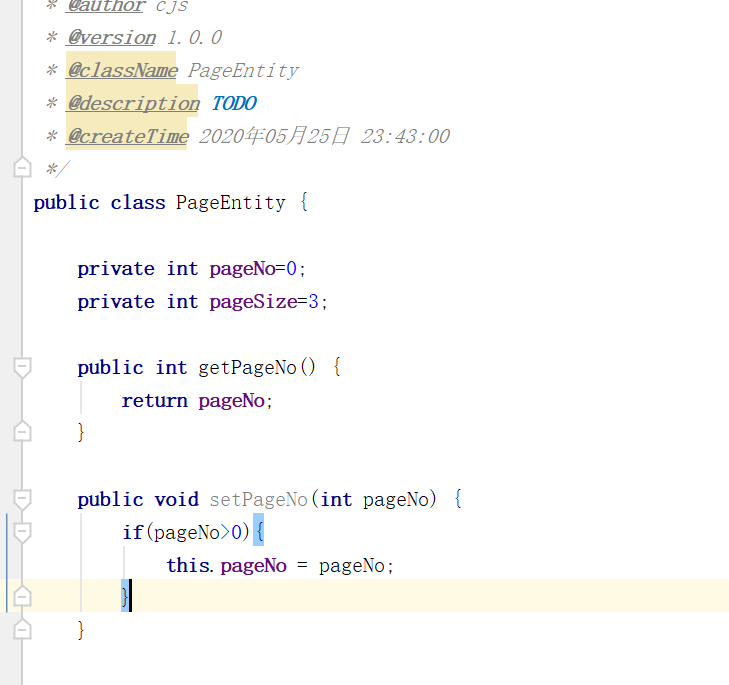 * @author cjs
* @version 1.0.0
* @className PageEntity
* @description TODO
* @createTime 2020年05月25日 23:43:00
*/
public class PageEntity {
private int pageNo=0;
private int pageSize=3;
public int getPageNo() {
return pageNo;
}
public void setPageNo(int pageNo) {
if(pageNo>0){
this.pageNo = pageNo;
}
}